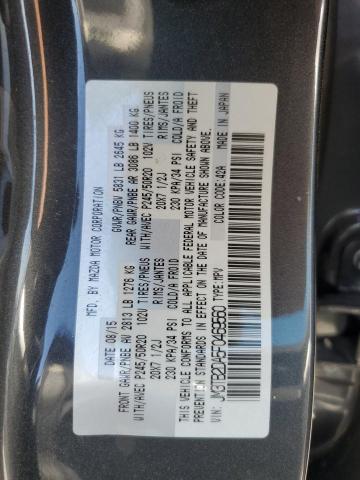 MFD. BY MAZDA MOTOR CORPORATION
DATE 08/15 GVWR/PNBV 5831 LB 2645 KG
FRONT GAWR/PNBE AV 2813 LB 1276 KG REAR GAWR/PNBE AR 3086 LB 1400 KG
WITH/AVEC P245/50R20 102V TIRES/PNEUS WITH/AVEC P245/50R20 102V TIRES/PNEUS
20X7 1/2J RIMS/JANTES 20X7 1/2J RIMS/JANTES
230 KPA/34 PSI COLD/A FROID 230 KPA/34 PSI COLD/A FROID
THIS VEHICLE CONFORMS TO ALL APPLICABLE FEDERAL MOTOR VEHICLE SAFETY AND THEFT
PREVENTION STANDARDS IN EFFECT ON THE DATE OF MANUFACTURE SHOWN ABOVE.
VIN: TYPE:MPV COLOR CODE:42A MADE IN JAPAN